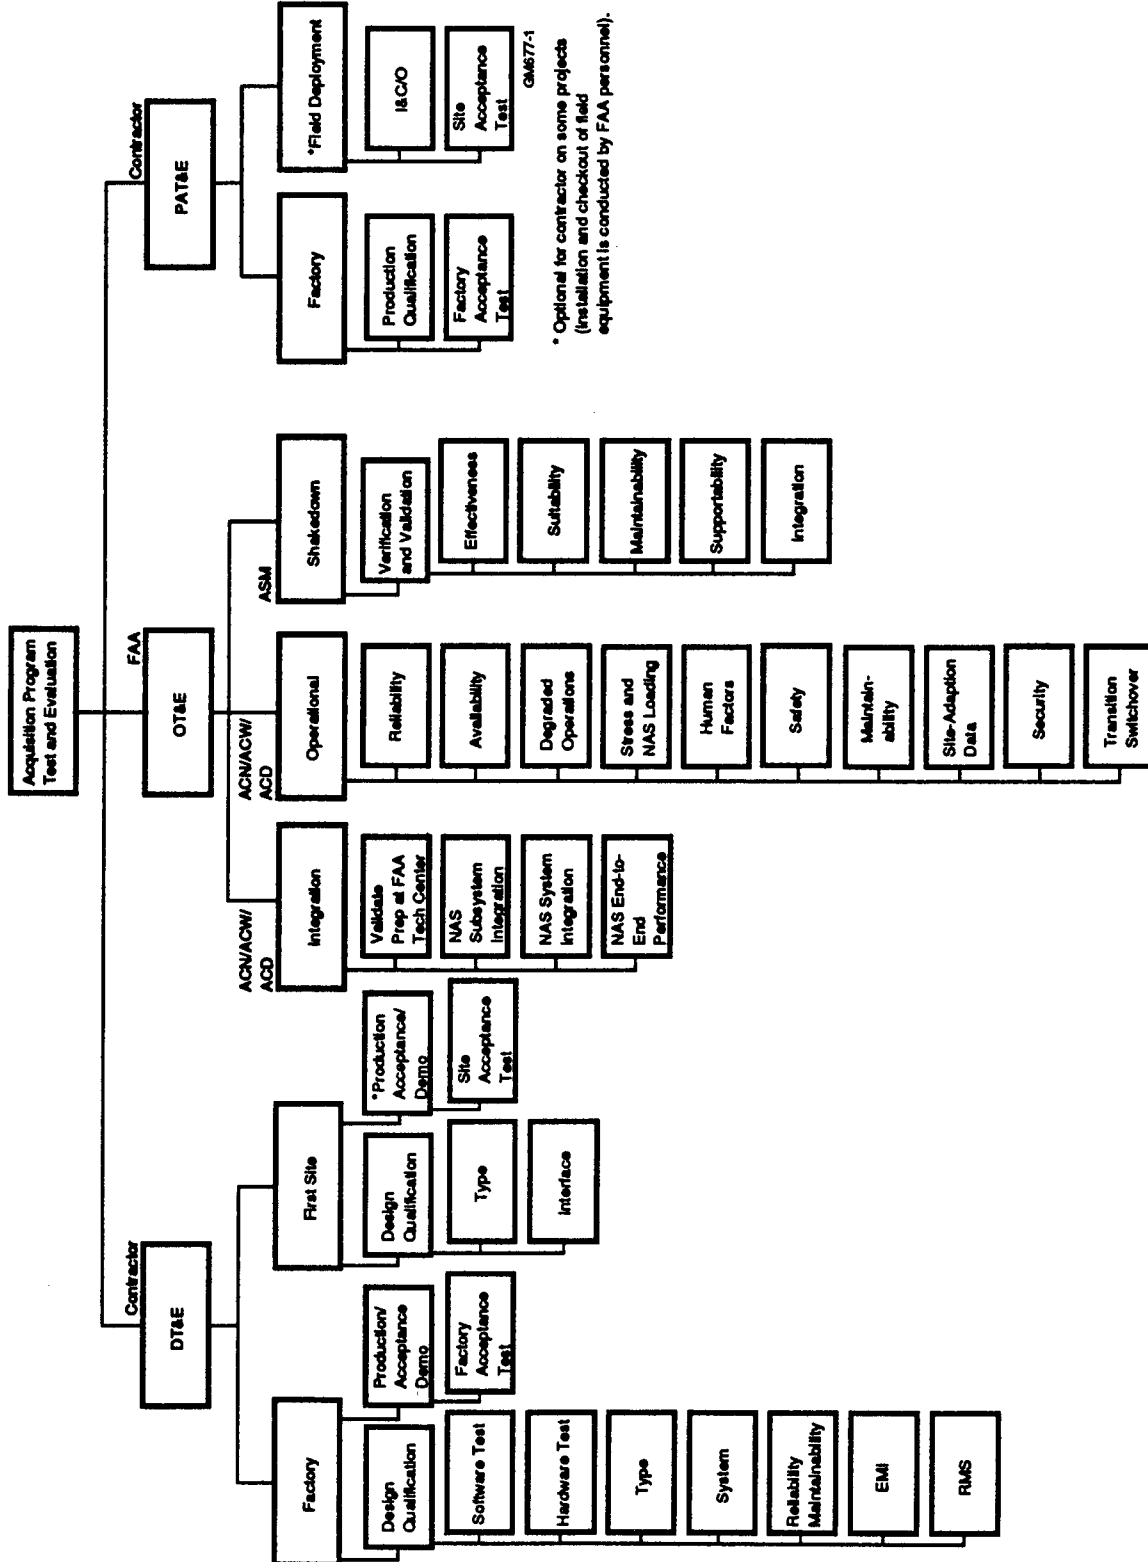 Acquisition Program
Test and Evaluation
Contractor
DT&E
Factory
Design
Qualification
Software Test
Hardware Test
Type
System
Reliability
Maintainability
EMI
RMS
Production/
Acceptance
Demo
Factory
Acceptance
Test
First Site
Design
Qualification
Type
Interface
*Production
Acceptance/
Demo
Site
Acceptance
Test
FAA
OT&E
ACN/ACW/
ACD
Integration
Validate
Prep at FAA
Tech Center
NAS
Subsystem
Integration
NAS System
Integration
NAS End-to-
End
Performance
ACN/ACW/
ACD
Operational
Reliability
Availability
Degraded
Operations
Stress and
NAS Loading
Human
Factors
Safety
Maintain-
ability
Site-Adaption
Data
Security
Transition
Switchover
ASM
Shakedown
Verification
and Validation
Effectiveness
Suitability
Maintainability
Supportability
Integration
Contractor
PAT&E
Factory
Production
Qualification
Factory
Acceptance
Test
*Field Deployment
I&C/O
Site
Acceptance
Test
GM677-1
* Optional for contractor on some projects
(installation and checkout of field
equipment is conducted by FAA personnel).